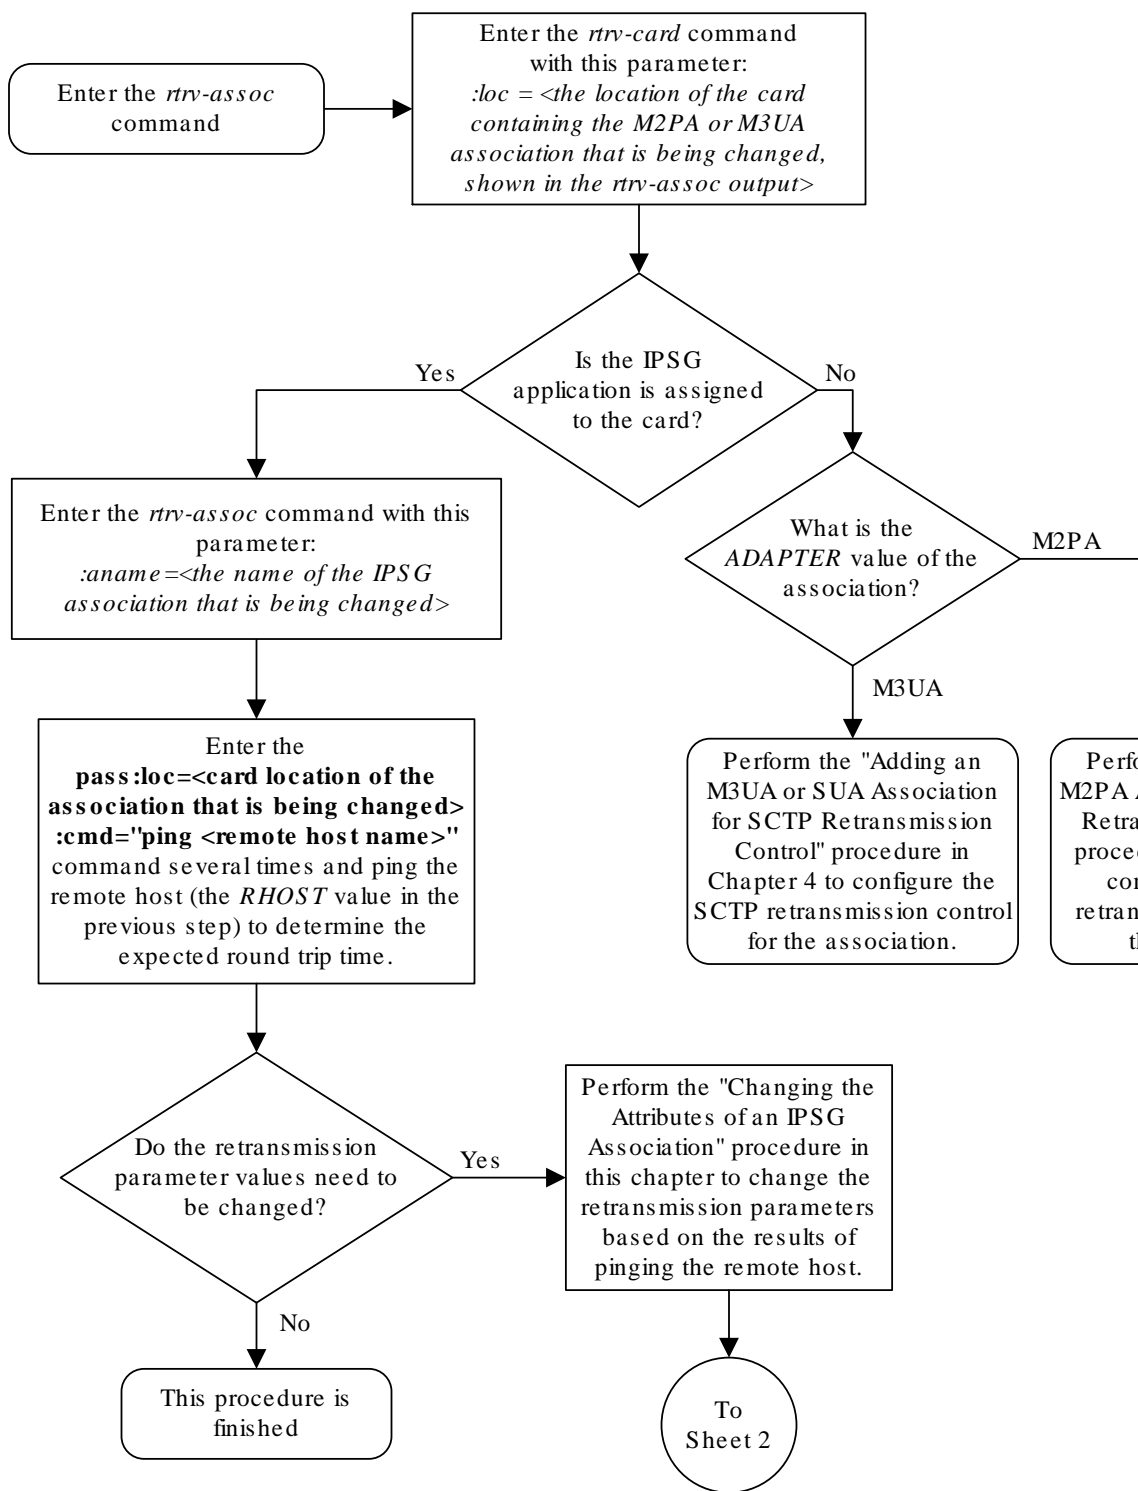 Enter the rtrv-assoc
command
Enter the rtrv-card command
with this parameter:
:loc = <the location of the card
containing the M2PA or M3UA
association that is being changed,
shown in the rtrv-assoc output>
Is the IPSG
application is assigned
to the card?
Yes
No
Enter the rtrv-assoc command with this
parameter:
:aname=<the name of the IPSG
association that is being changed>
What is the
ADAPTER value of the
association?
M2PA
M3UA
Enter the
pass:loc=<card location of the
association that is being changed>
:cmd="ping <remote host name>"
command several times and ping the
remote host (the RHOST value in the
previous step) to determine the
expected round trip time.
Perform the "Adding an
M3UA or SUA Association
for SCTP Retransmission
Control" procedure in
Chapter 4 to configure the
SCTP retransmission control
for the association.
M2PA
Do the retransmission
parameter values need to
be changed?
Yes
No
Perform the "Changing the
Attributes of an IPSG
Association" procedure in
this chapter to change the
retransmission parameters
based on the results of
pinging the remote host.
This procedure is
finished
To
Sheet 2